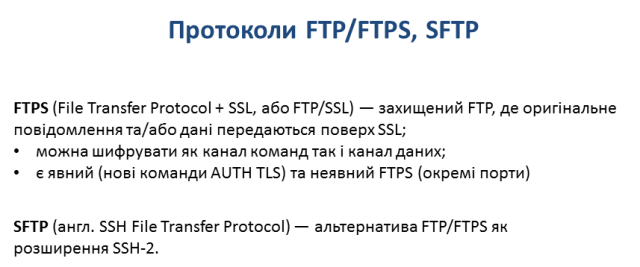 Протоколи FTP/FTPS, SFTP
FTPS (File Transfer Protocol + SSL, або FTP/SSL) — захищений FTP, де оригінальне
повідомлення та/або дані передаються поверх SSL;
• можна шифрувати як канал команд так і канал даних;
• є явний (нові команди AUTH TLS) та неявний FTPS (окремі порти)
SFTP (англ. SSH File Transfer Protocol) — альтернатива FTP/FTPS як
розширення SSH-2.